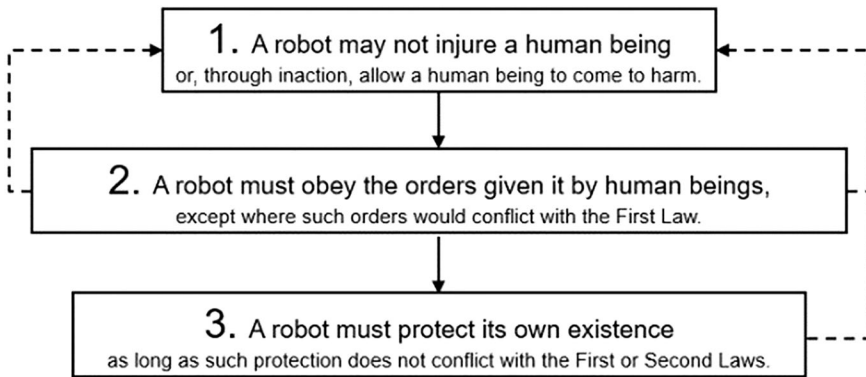 1. A robot may not injure a human being
or, through inaction, allow a human being to come to harm.
2. A robot must obey the orders given it by human beings,
except where such orders would conflict with the First Law.
3. A robot must protect its own existence
as long as such protection does not conflict with the First or Second Laws.